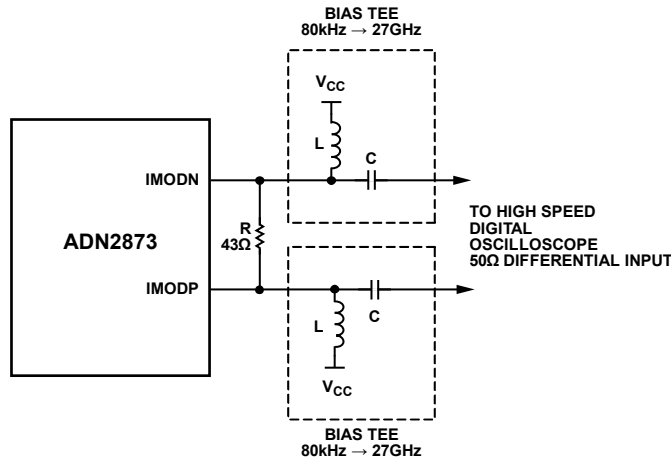 BIAS TEE
80kHz → 27GHz
VCC
L
C
IMODN
ADN2873
R
43Ω
TO HIGH SPEED
DIGITAL
OSCILLOSCOPE
50Ω DIFFERENTIAL INPUT
IMODP
C
L
VCC
BIAS TEE
80kHz → 27GHz